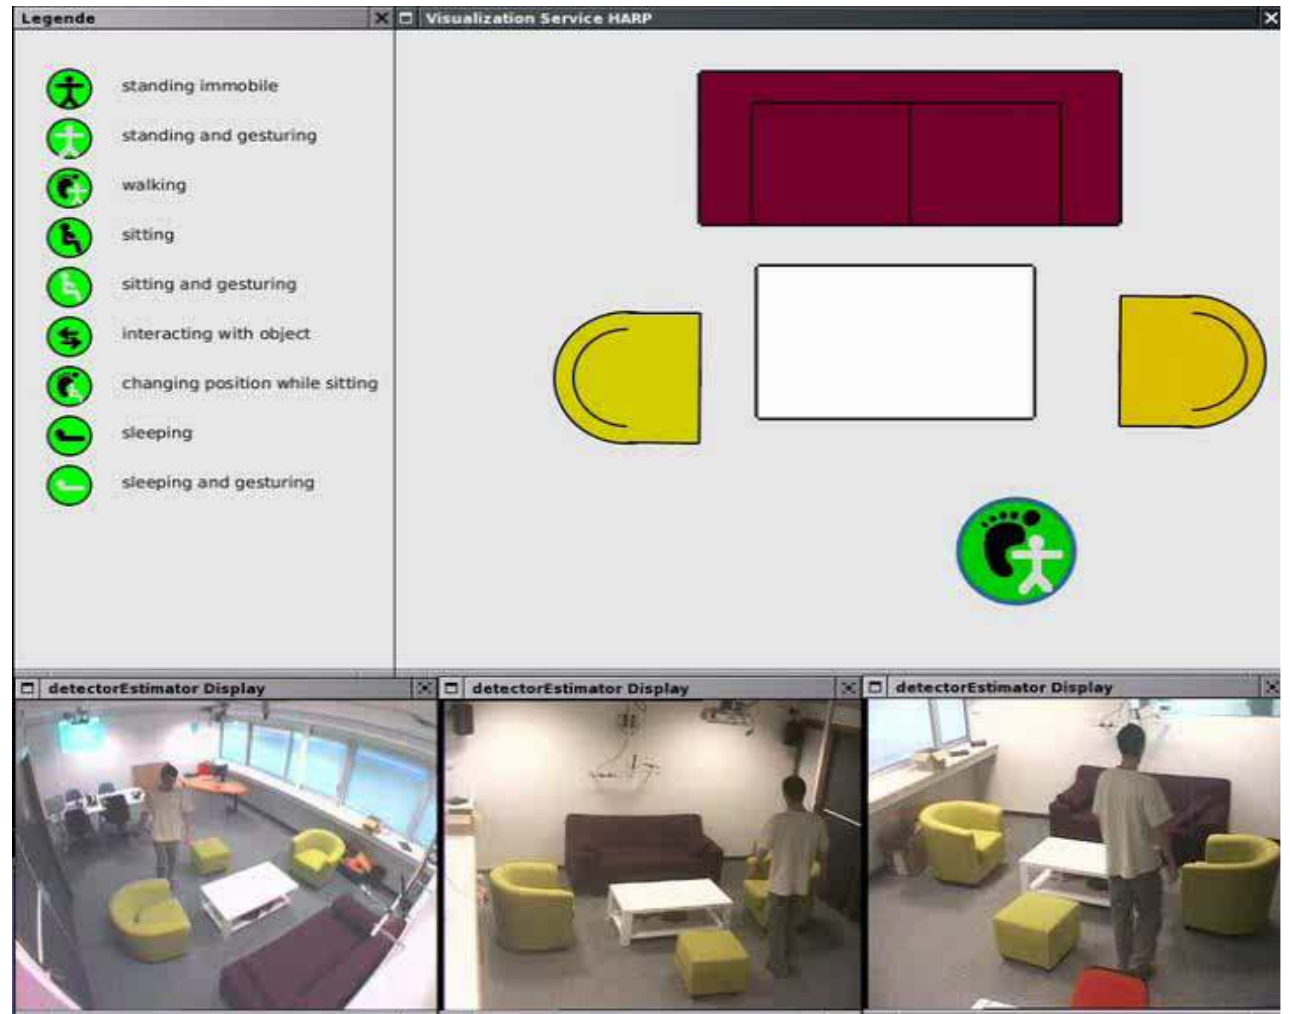 Legende
Visualization Service HARP
standing immobile
standing and gesturing
walking
sitting
sitting and gesturing
interacting with object
changing position while sitting
sleeping
sleeping and gesturing
detectorEstimator Display
detectorEstimator Display
detectorEstimator Display